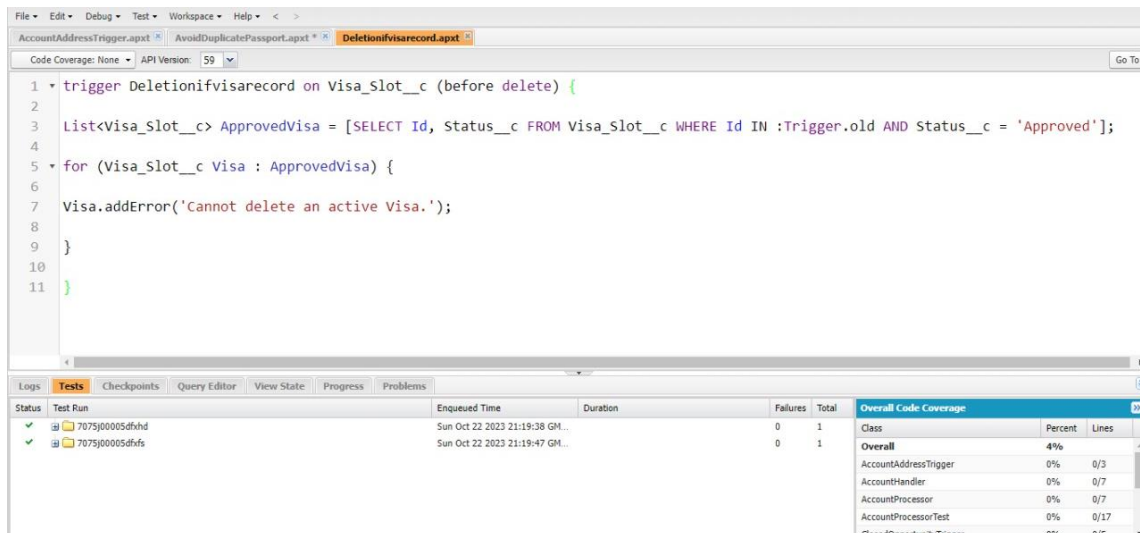 File Edit Debug Test Workspace Help < >
AccountAddressTrigger.apxt AvoidDuplicatePassport.apxt * Deletionifvisarecord.apxt
Code Coverage: None API Version: 59 Go To
1 trigger Deletionifvisarecord on Visa_Slot__c (before delete) {
2
3 List<Visa_Slot__c> ApprovedVisa = [SELECT Id, Status__c FROM Visa_Slot__c WHERE Id IN :Trigger.old AND Status__c = 'Approved'];
4
5 for (Visa_Slot__c Visa : ApprovedVisa) {
6
7 Visa.addError('Cannot delete an active Visa.');
8
9 }
10
11 }
Logs Tests Checkpoints Query Editor View State Progress Problems
Status Test Run Enqueued Time Duration Failures Total Overall Code Coverage
7075j00005dfxhd Sun Oct 22 2023 21:19:38 GM... 0 1 Class Percent Lines
7075j00005dfxfs Sun Oct 22 2023 21:19:47 GM... 0 1 Overall 4%
AccountAddressTrigger 0% 0/3
AccountHandler 0% 0/7
AccountProcessor 0% 0/7
AccountProcessorTest 0% 0/17